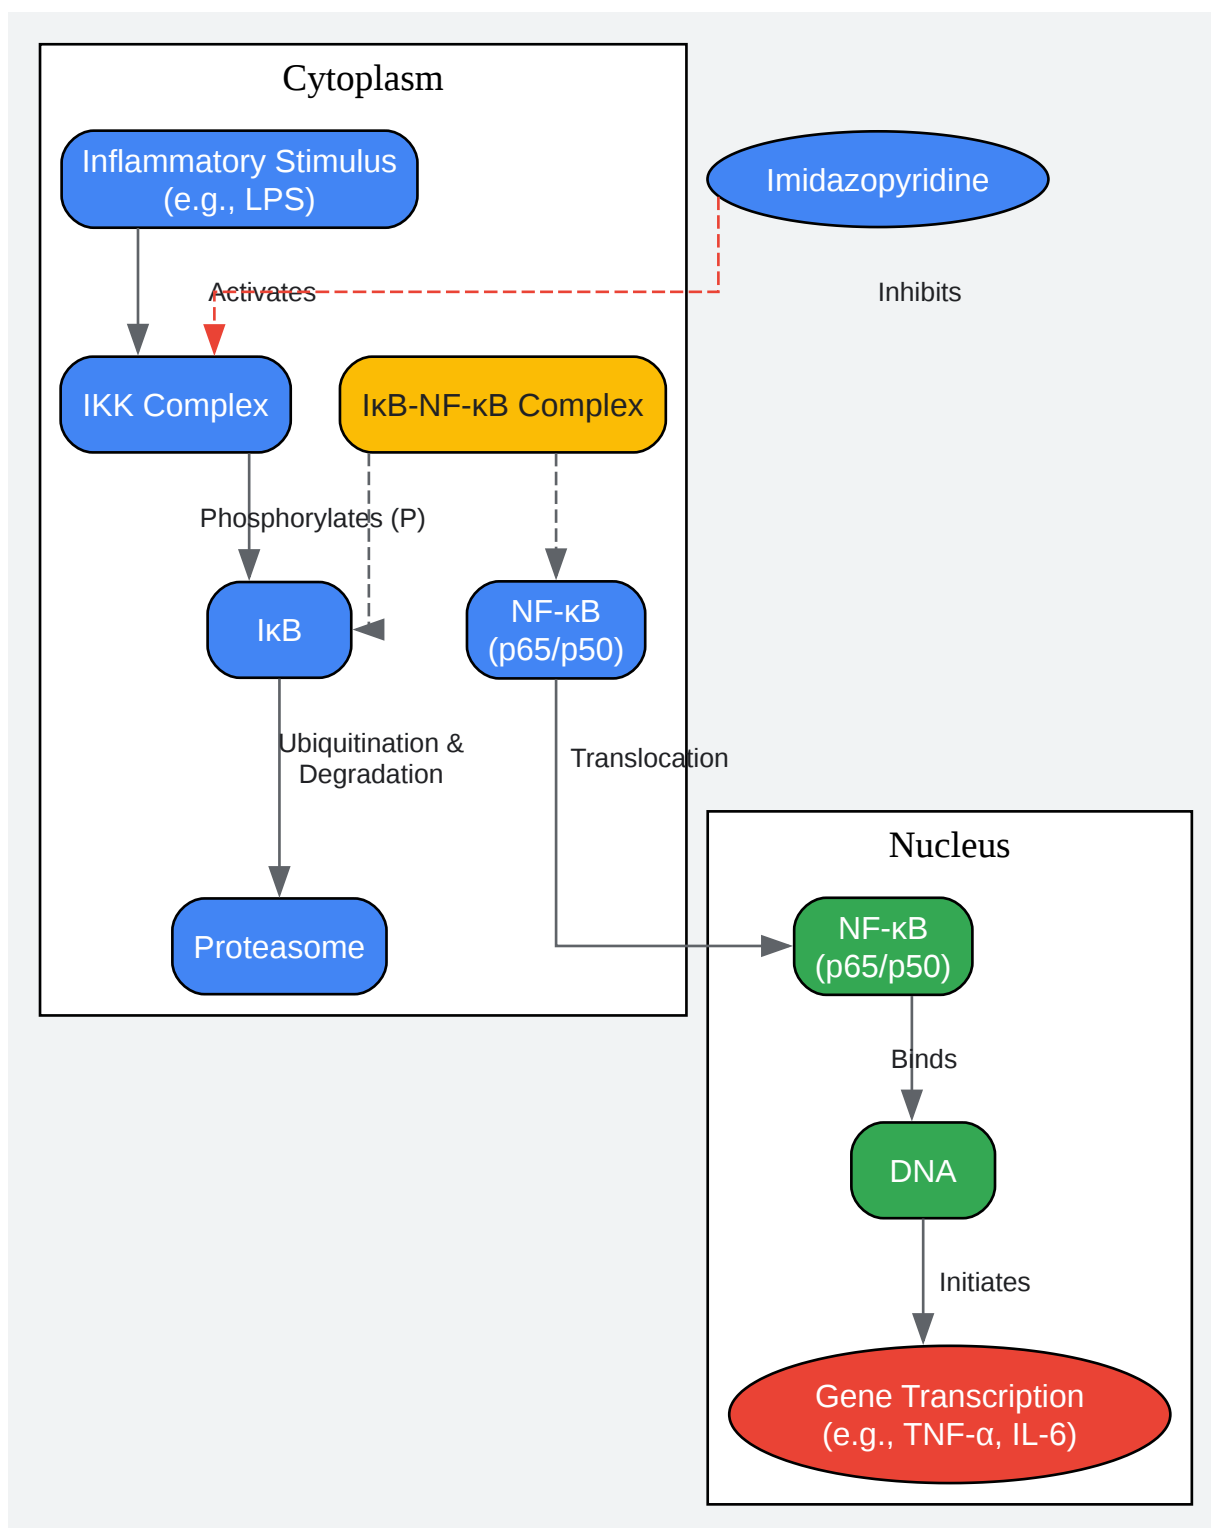 Cytoplasm
Inflammatory Stimulus
(e.g., LPS)
Imidazopyridine
Activates
Inhibits
IKK Complex
IκB-NF-κB Complex
Phosphorylates (P)
IκB
NF-κB
(p65/p50)
Ubiquitination &
Degradation
Translocation
Proteasome
Nucleus
NF-κB
(p65/p50)
Binds
DNA
Initiates
Gene Transcription
(e.g., TNF-α, IL-6)